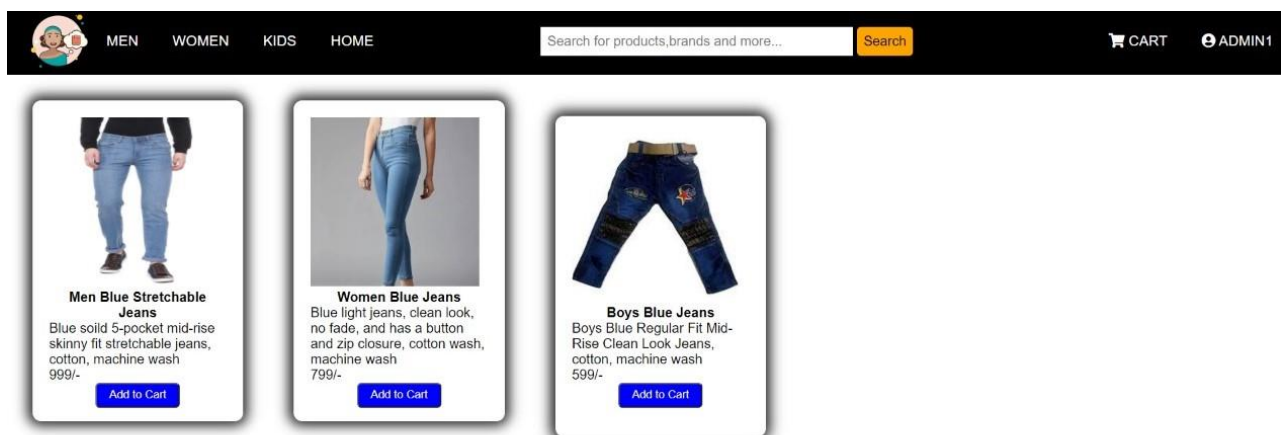 MEN WOMEN KIDS HOME Search for products,brands and more... Search CART ADMIN1
Men Blue Stretchable
Jeans
Blue soild 5-pocket mid-rise
skinny fit stretchable jeans,
cotton, machine wash
999/-
Add to Cart
Women Blue Jeans
Blue light jeans, clean look,
no fade, and has a button
and zip closure, cotton wash,
machine wash
799/-
Add to Cart
Boys Blue Jeans
Boys Blue Regular Fit Mid-
Rise Clean Look Jeans,
cotton, machine wash
599/-
Add to Cart